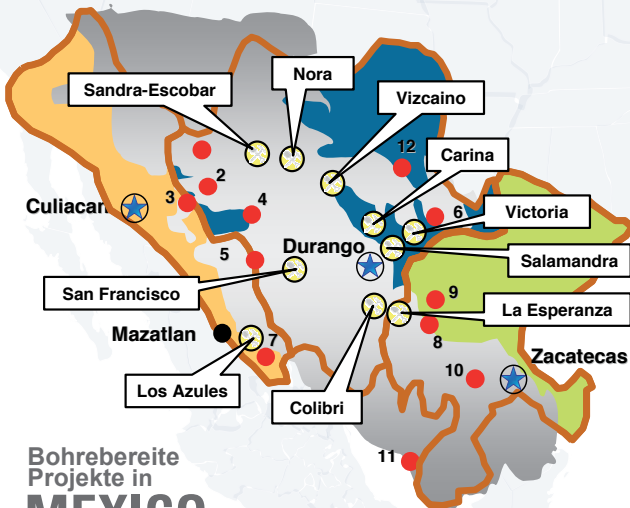 Nora
Sandra-Escobar
Vizcaino
Carina
12
2
3
4
6
Victoria
Culiacan
Durango
5
Salamandra
San Francisco
9
La Esperanza
Mazatlan
8
7
Zacatecas
10
Los Azules
Colibri
11
Bohrebereite
Projekte in
MEXICO